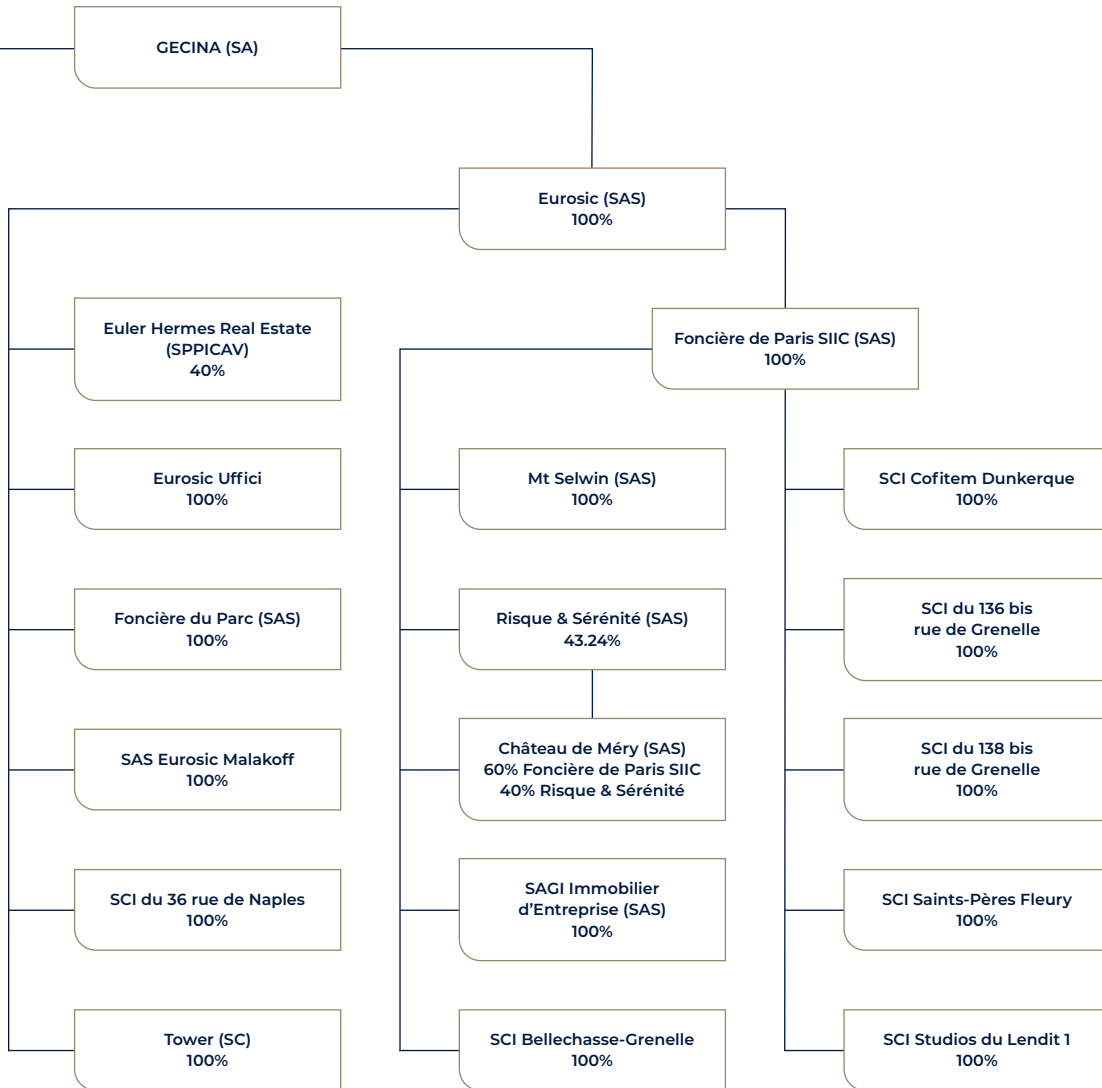 GECINA (SA)
Eurosic (SAS)
100%
Euler Hermes Real Estate
(SPPICAV)
40%
Foncière de Paris SIIC (SAS)
100%
Eurosic Uffici
100%
Mt Selwin (SAS)
100%
SCI Cofitem Dunkerque
100%
Foncière du Parc (SAS)
100%
Risque & Sérénité (SAS)
43.24%
SCI du 136 bis
rue de Grenelle
100%
SAS Eurosic Malakoff
100%
Château de Méry (SAS)
60% Foncière de Paris SIIC
40% Risque & Sérénité
SCI du 138 bis
rue de Grenelle
100%
SCI du 36 rue de Naples
100%
SAGI Immobilier
d’Entreprise (SAS)
100%
SCI Saints-Pères Fleury
100%
Tower (SC)
100%
SCI Bellechasse-Grenelle
100%
SCI Studios du Lendit 1
100%